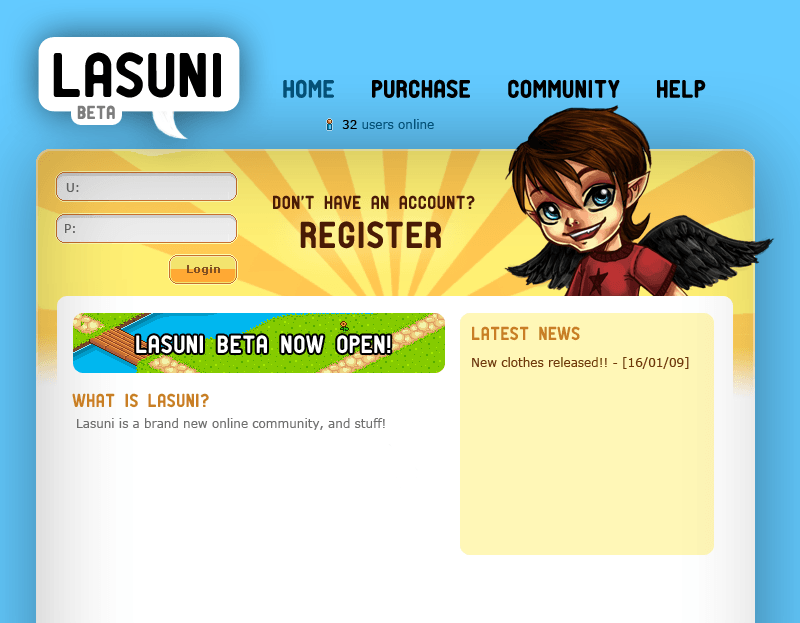 LASUNI
BETA
HOME PURCHASE COMMUNITY HELP
32 users online
U:
P:
Login
DON'T HAVE AN ACCOUNT?
REGISTER
LASUNI BETA NOW OPEN!
WHAT IS LASUNI?
Lasuni is a brand new online community, and stuff!
LATEST NEWS
New clothes released!! - [16/01/09]